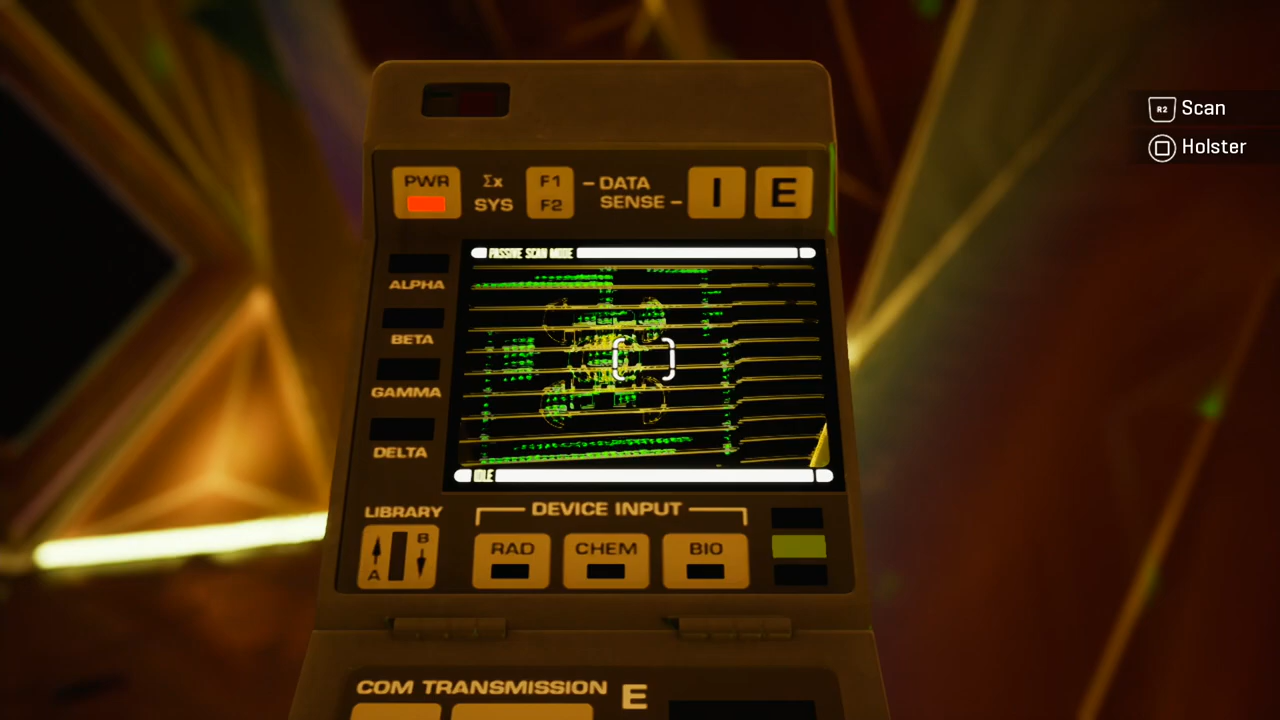 R2 Scan
Holster
PWR
Σx
SYS
F1
F2
– DATA
SENSE –
I
E
PASSIVE SCAN MODE
ALPHA
BETA
GAMMA
DELTA
IDLE
LIBRARY
A
B
DEVICE INPUT
RAD
CHEM
BIO
COM TRANSMISSION
E